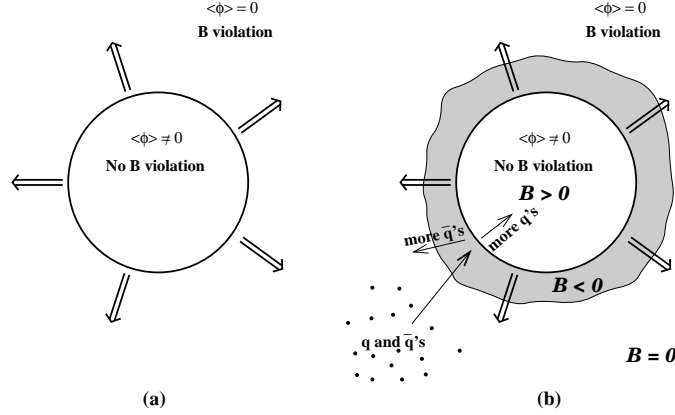 <ϕ> = 0
B violation
<ϕ> ≠ 0
No B violation
(a)
<ϕ> = 0
B violation
<ϕ> ≠ 0
No B violation
B > 0
more q̄'s
more q's
B < 0
q and q̄'s
B = 0
(b)